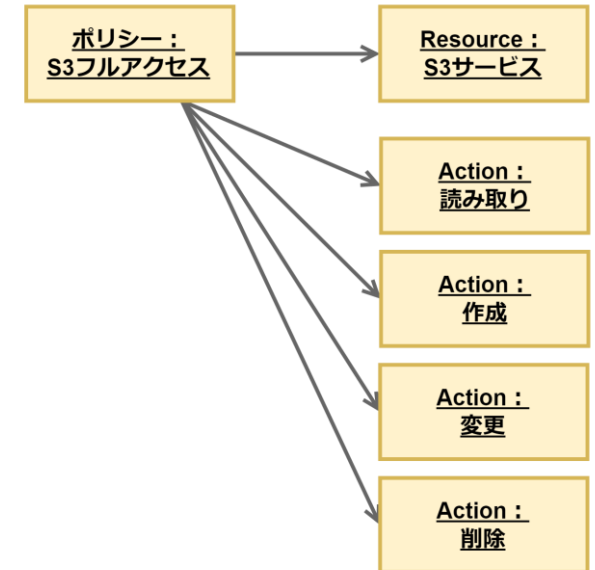 ポリシー：
S3フルアクセス
Resource：
S3サービス
Action：
読み取り
Action：
作成
Action：
変更
Action：
削除